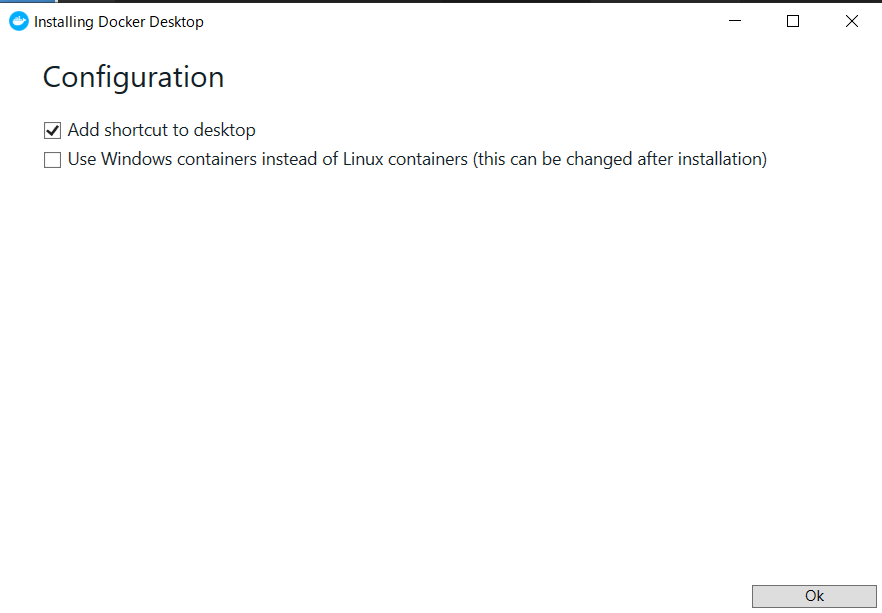 Installing Docker Desktop
Configuration
Add shortcut to desktop
Use Windows containers instead of Linux containers (this can be changed after installation)
Ok